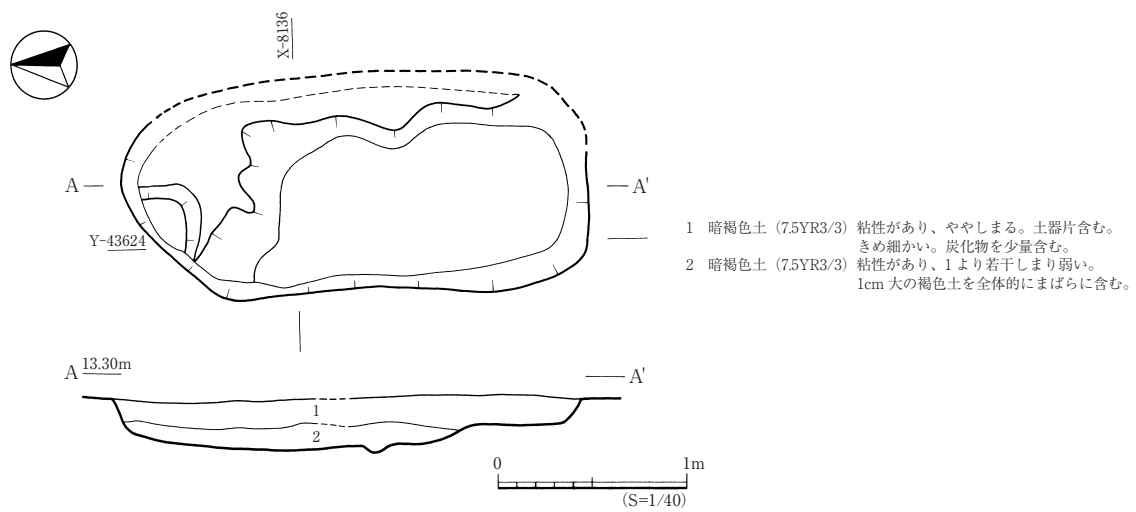 X-8136
A
A'
Y-43624
1 暗褐色土（7.5YR3/3）粘性があり、ややしまる。土器片含む。
きめ細かい。炭化物を少量含む。
2 暗褐色土（7.5YR3/3）粘性があり、1より若干しまり弱い。
1cm大の褐色土を全体的にまばらに含む。
A 13.30m
A'
1
2
0 1m
(S=1/40)